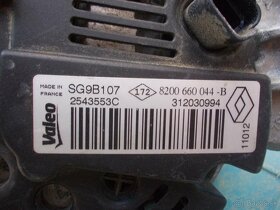 MADE IN
FRANCE
Valeo
SG9B107
172
8200 660 044 -B
2543553C
312030994
11012